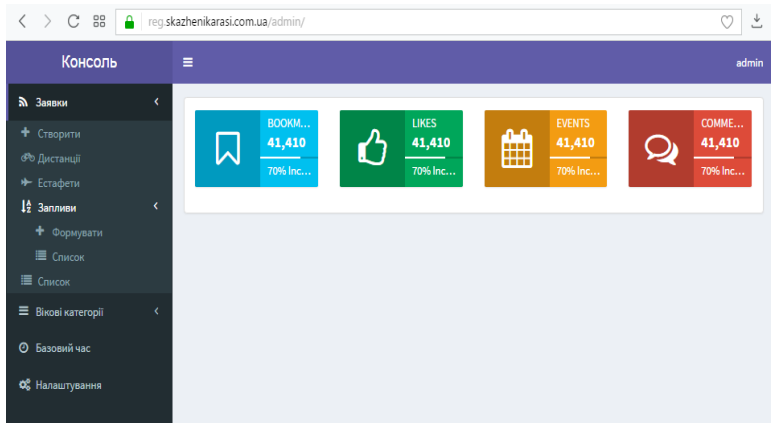 reg.skazhenikarasi.com.ua/admin/
Консоль
admin
Заявки
Створити
Дистанції
Естафети
Запливи
Формувати
Список
Список
Вікові категорії
Базовий час
Налаштування
BOOKM...
41,410
70% Inc...
LIKES
41,410
70% Inc...
EVENTS
41,410
70% Inc...
COMME...
41,410
70% Inc...